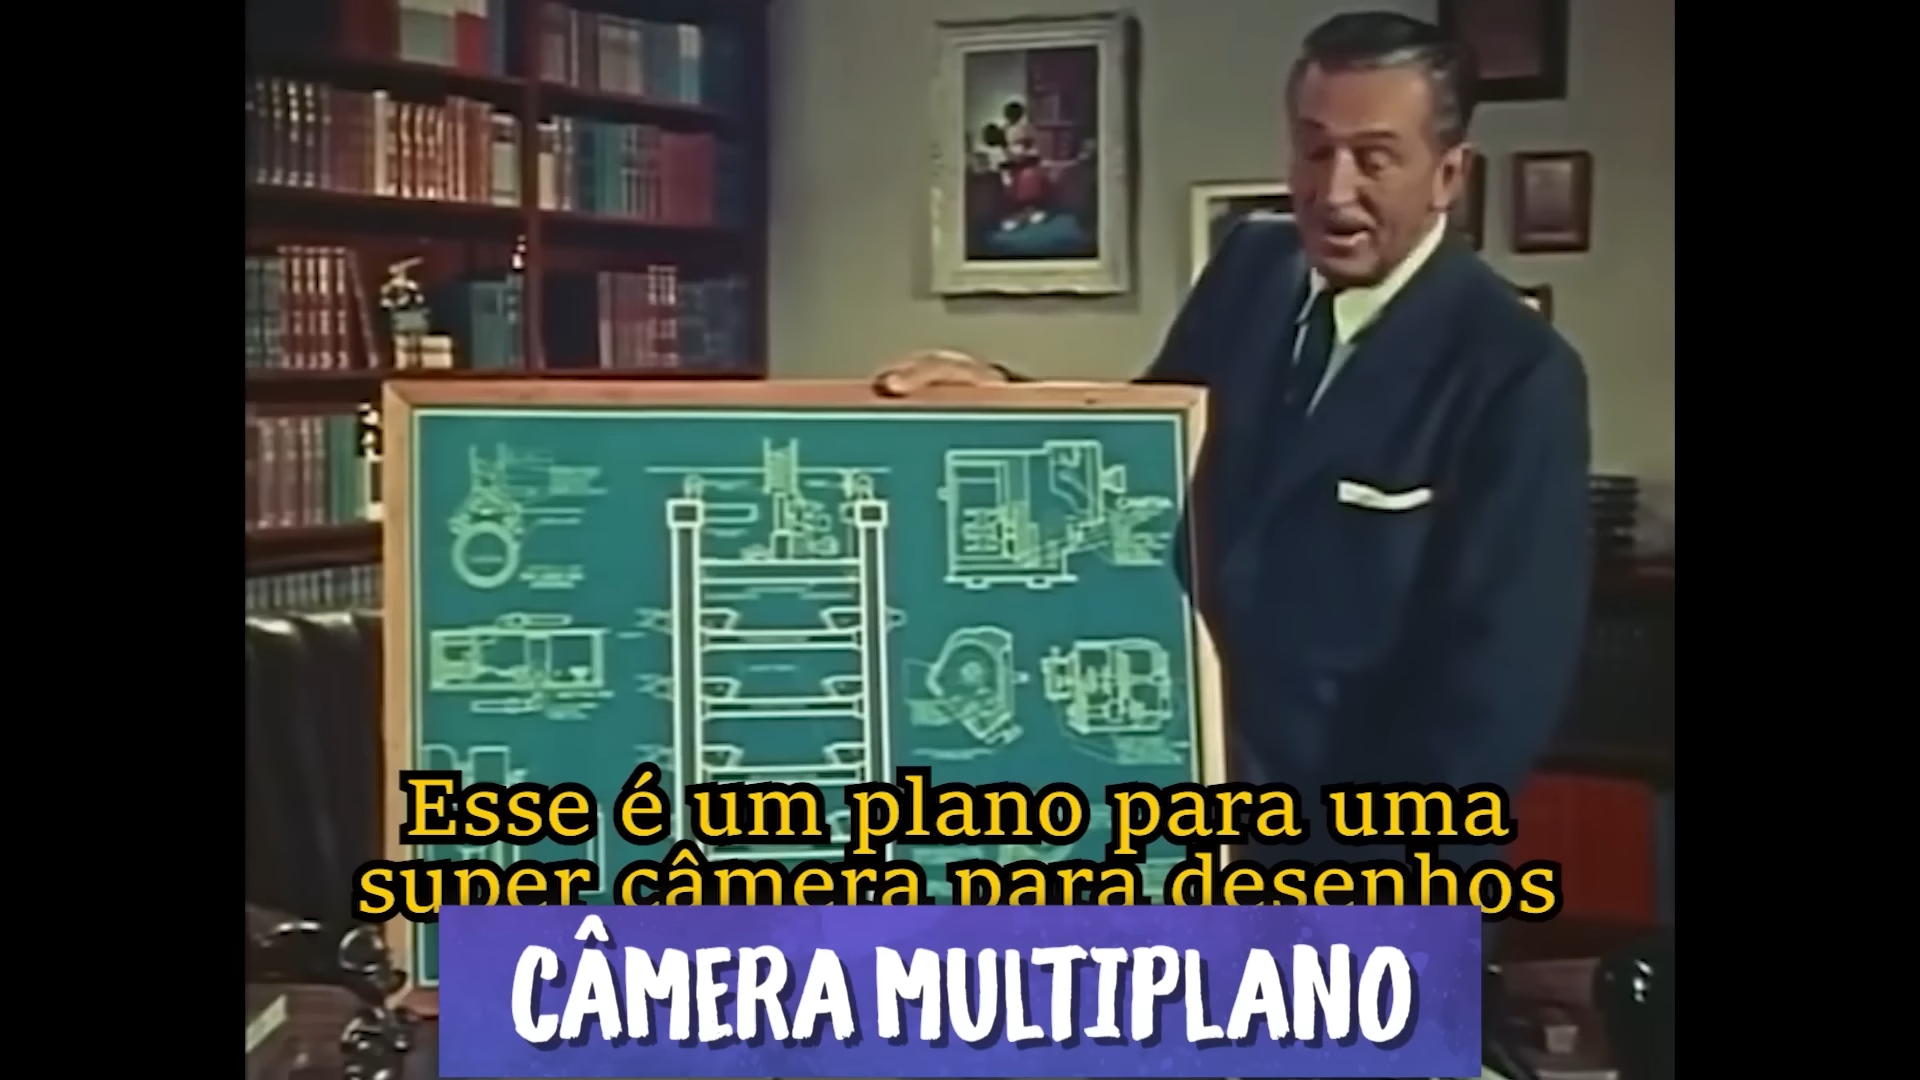 Esse é um plano para uma
super câmera para desenhos
CÂMERA MULTIPLANO